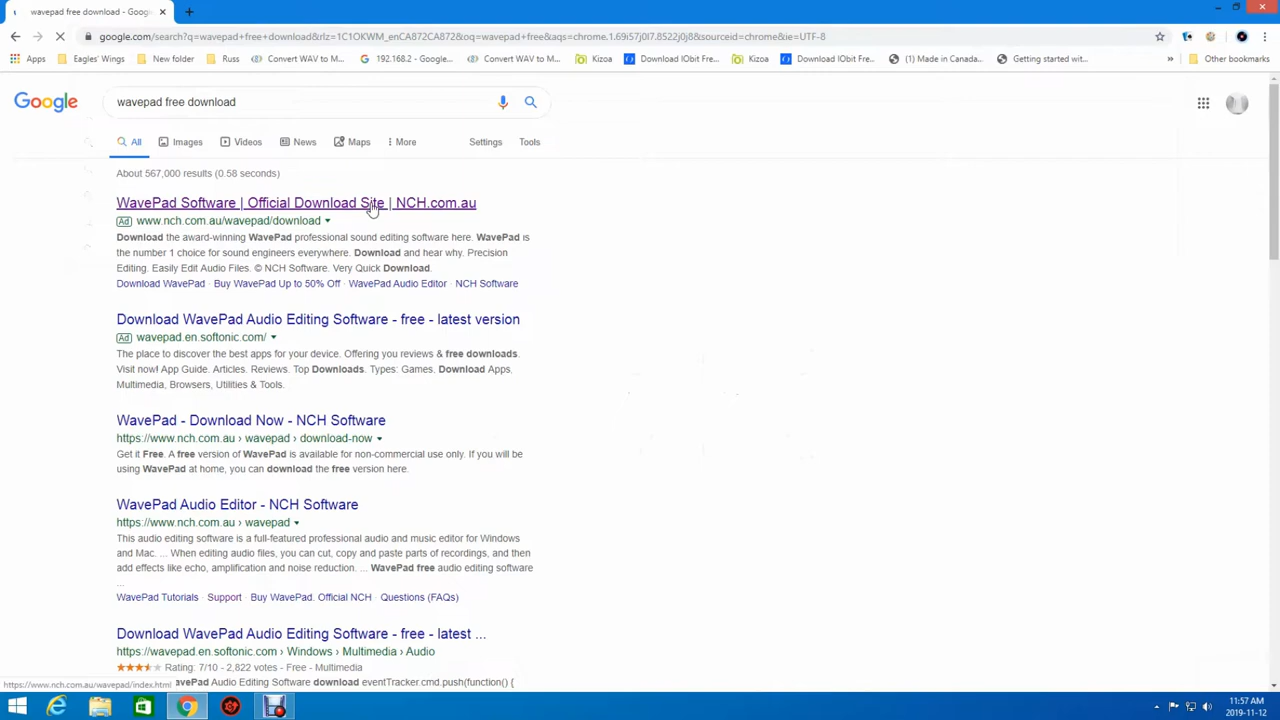 wavepad free download - Google
google.com/search?q=wavepad+free+download&rlz=1C1OKWM_enCA872CA872&oq=wavepad+free&aqs=chrome.1.69i57j0l7.8522j0j8&sourceid=chrome&ie=UTF-8
Apps Eagles' Wings New folder Russ Convert WAV to M... 192.168.2 - Google... Convert WAV to M... Kizoa Download IObit Fre... Kizoa Download IObit Fre... (1) Made in Canada... Getting started wit... » Other bookmarks
Google wavepad free download
All Images Videos News Maps More Settings Tools
About 567,000 results (0.58 seconds)
WavePad Software | Official Download Site | NCH.com.au
Ad www.nch.com.au/wavepad/download
Download the award-winning WavePad professional sound editing software here. WavePad is
the number 1 choice for sound engineers everywhere. Download and hear why. Precision
Editing. Easily Edit Audio Files. © NCH Software. Very Quick Download.
Download WavePad · Buy WavePad Up to 50% Off · WavePad Audio Editor · NCH Software
Download WavePad Audio Editing Software - free - latest version
Ad wavepad.en.softonic.com/
The place to discover the best apps for your device. Offering you reviews & free downloads.
Visit now! App Guide. Articles. Reviews. Top Downloads. Types: Games, Download Apps,
Multimedia, Browsers, Utilities & Tools.
WavePad - Download Now - NCH Software
https://www.nch.com.au › wavepad › download-now
Get it Free. A free version of WavePad is available for non-commercial use only. If you will be
using WavePad at home, you can download the free version here.
WavePad Audio Editor - NCH Software
https://www.nch.com.au › wavepad
This audio editing software is a full-featured professional audio and music editor for Windows
and Mac. ... When editing audio files, you can cut, copy and paste parts of recordings, and then
add effects like echo, amplification and noise reduction. ... WavePad free audio editing software
...
WavePad Tutorials · Support · Buy WavePad. Official NCH · Questions (FAQs)
Download WavePad Audio Editing Software - free - latest ...
https://wavepad.en.softonic.com › Windows › Multimedia › Audio
Rating: 7/10 - 2,822 votes - Free - Multimedia
https://www.nch.com.au/wavepad/index.html
avePad Audio Editing Software download eventTracker.cmd.push(function() {
11:57 AM
2019-11-12